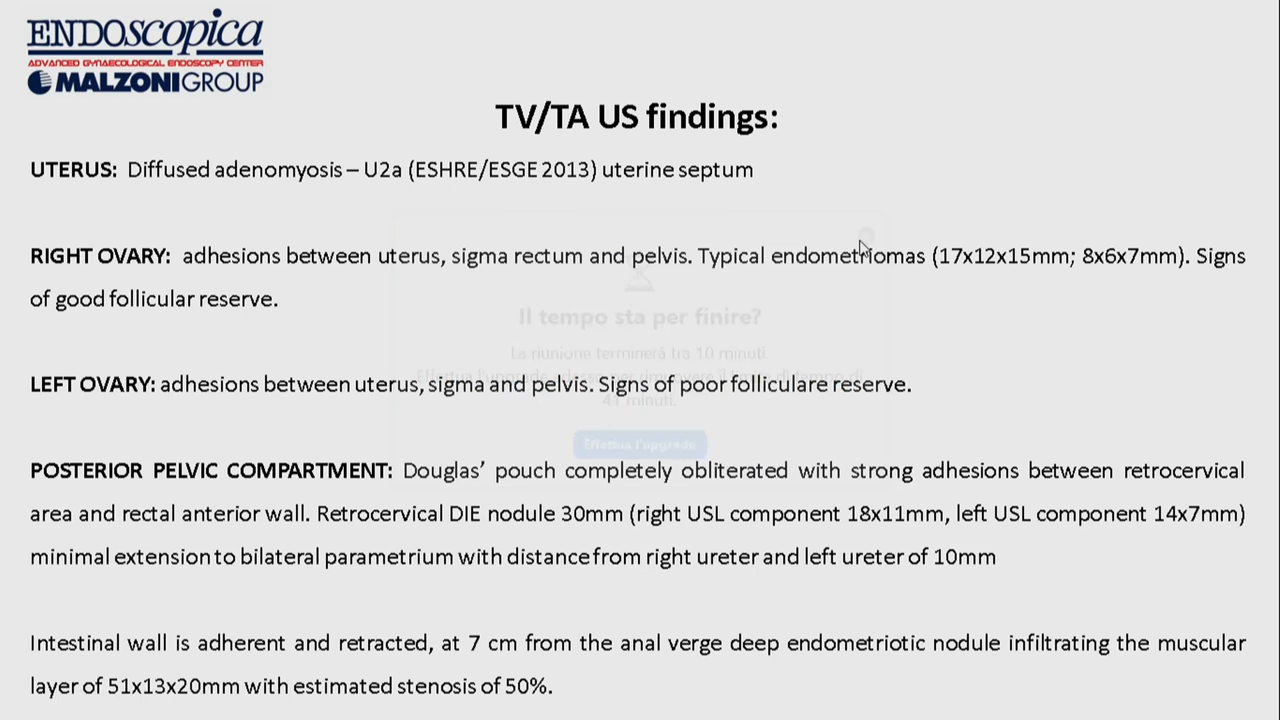 ENDOSCOPICA
ADVANCED GYNAECOLOGICAL ENDOSCOPY CENTER
MALZONIGROUP
TV/TA US findings:
UTERUS: Diffused adenomyosis – U2a (ESHRE/ESGE 2013) uterine septum
RIGHT OVARY: adhesions between uterus, sigma rectum and pelvis. Typical endometriomas (17x12x15mm; 8x6x7mm). Signs
of good follicular reserve.
Il tempo sta per finire?
La riunione terminerà tra 10 minuti.
LEFT OVARY: adhesions between uterus, sigma and pelvis. Signs of poor folliculare reserve.
41 minuti.
Effettua l'upgrade
POSTERIOR PELVIC COMPARTMENT: Douglas’ pouch completely obliterated with strong adhesions between retrocervical
area and rectal anterior wall. Retrocervical DIE nodule 30mm (right USL component 18x11mm, left USL component 14x7mm)
minimal extension to bilateral parametrium with distance from right ureter and left ureter of 10mm
Intestinal wall is adherent and retracted, at 7 cm from the anal verge deep endometriotic nodule infiltrating the muscular
layer of 51x13x20mm with estimated stenosis of 50%.